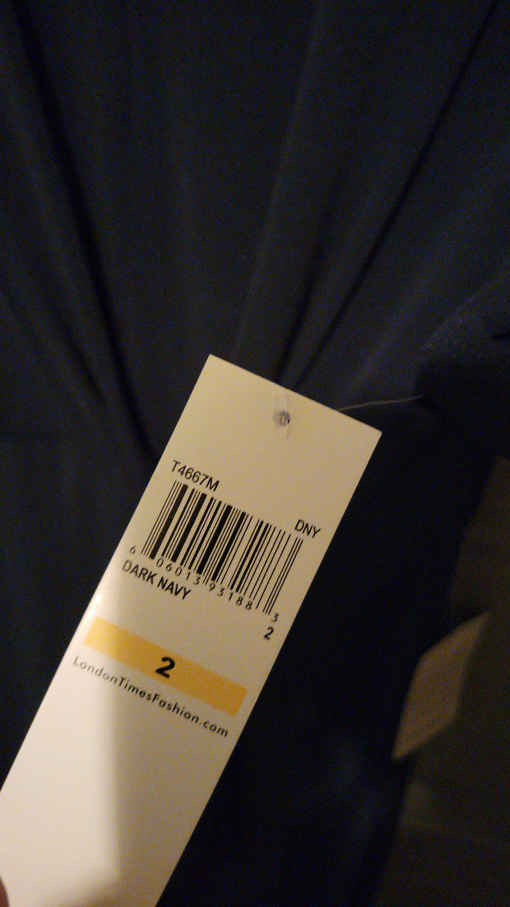 T4667M
DNY
6 06013 93188 3
DARK NAVY
2
2
LondonTimesFashion.com